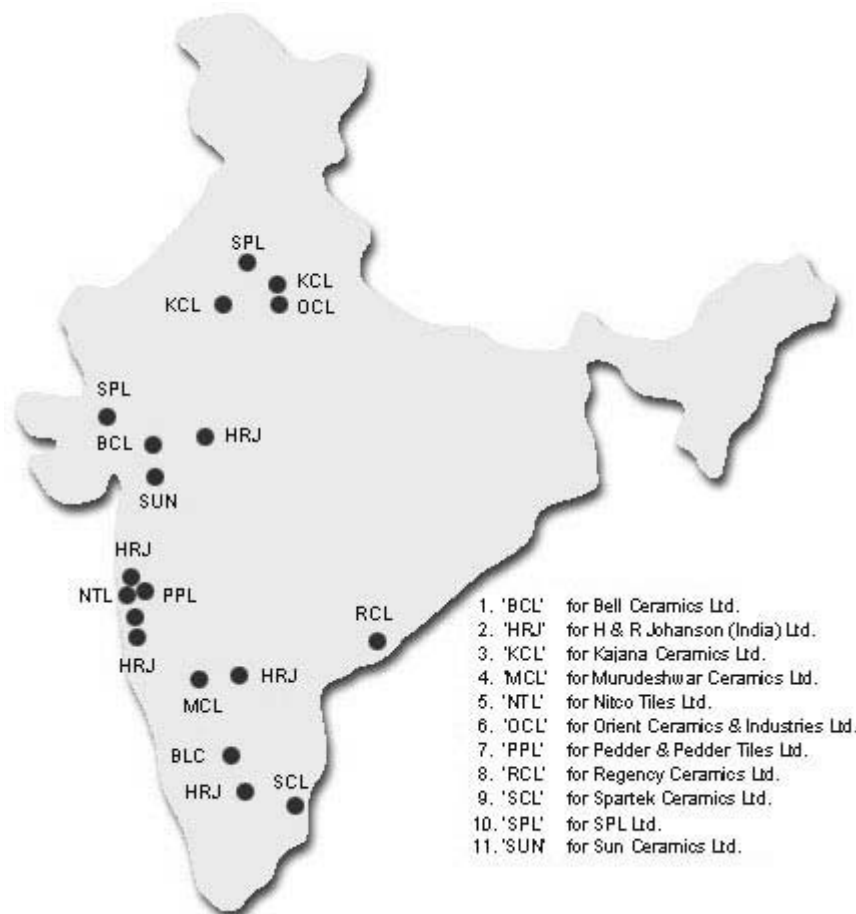 SPL
KCL
KCL
OCL
SPL
BCL
HRJ
SUN
HRJ
NTL
PPL
RCL
HRJ
HRJ
MCL
BLC
SCL
HRJ
1. 'BCL' for Bell Ceramics Ltd.
2. 'HRJ' for H & R Johanson (India) Ltd.
3. 'KCL' for Kajana Ceramics Ltd.
4. 'MCL' for Murudeshwar Ceramics Ltd.
5. 'NTL' for Nitco Tiles Ltd.
6. 'OCL' for Orient Ceramics & Industries Ltd.
7. 'PPL' for Pedder & Pedder Tiles Ltd.
8. 'RCL' for Regency Ceramics Ltd.
9. 'SCL' for Spartek Ceramics Ltd.
10. 'SPL' for SPL Ltd.
11. 'SUN' for Sun Ceramics Ltd.